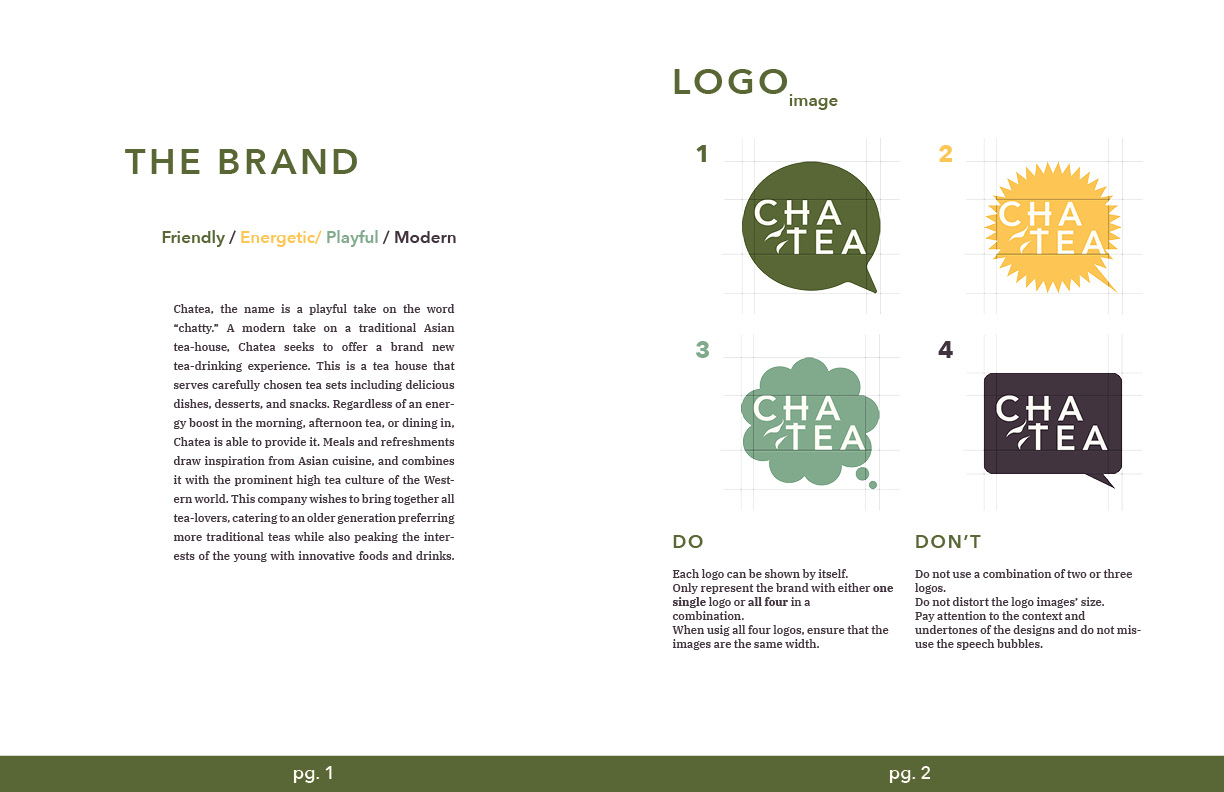 THE BRAND
Friendly / Energetic/ Playful / Modern
Chatea, the name is a playful take on the word
“chatty.” A modern take on a traditional Asian
tea-house, Chatea seeks to offer a brand new
tea-drinking experience. This is a tea house that
serves carefully chosen tea sets including delicious
dishes, desserts, and snacks. Regardless of an ener-
gy boost in the morning, afternoon tea, or dining in,
Chatea is able to provide it. Meals and refreshments
draw inspiration from Asian cuisine, and combines
it with the prominent high tea culture of the West-
ern world. This company wishes to bring together all
tea-lovers, catering to an older generation preferring
more traditional teas while also peaking the inter-
ests of the young with innovative foods and drinks.
pg. 1
LOGO
image
1
CHA
TEA
2
CHA
TEA
3
CHA
TEA
4
CHA
TEA
DO
Each logo can be shown by itself.
Only represent the brand with either one
single logo or all four in a
combination.
When usig all four logos, ensure that the
images are the same width.
DON'T
Do not use a combination of two or three
logos.
Do not distort the logo images’ size.
Pay attention to the context and
undertones of the designs and do not mis-
use the speech bubbles.
pg. 2